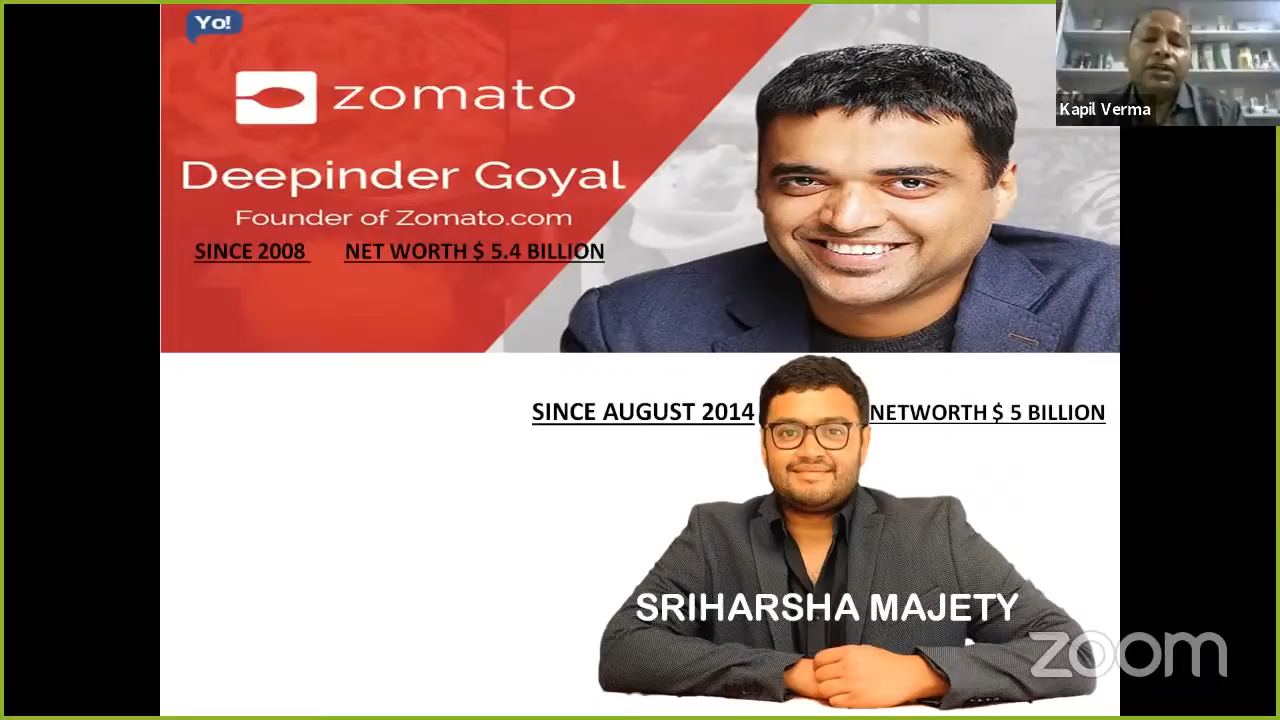 Yo!
zomato
Deepinder Goyal
Founder of Zomato.com
SINCE 2008 NET WORTH $ 5.4 BILLION
Kapil Verma
SINCE AUGUST 2014 NETWORTH $ 5 BILLION
SRIHARSHA MAJETY
zoom